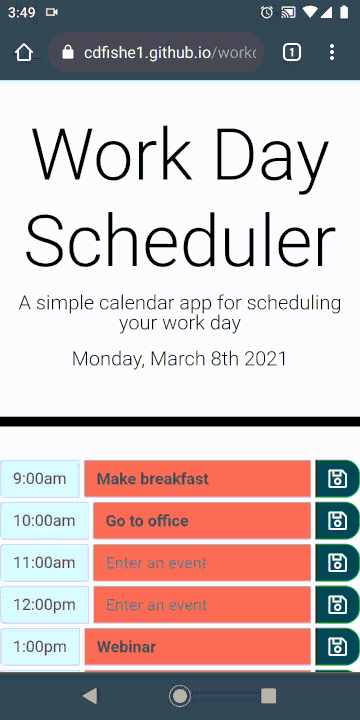 3:49
cdfishe1.github.io/work
1
Work Day
Scheduler
A simple calendar app for scheduling
your work day
Monday, March 8th 2021
9:00am Make breakfast
10:00am Go to office
11:00am Enter an event
12:00pm Enter an event
1:00pm Webinar